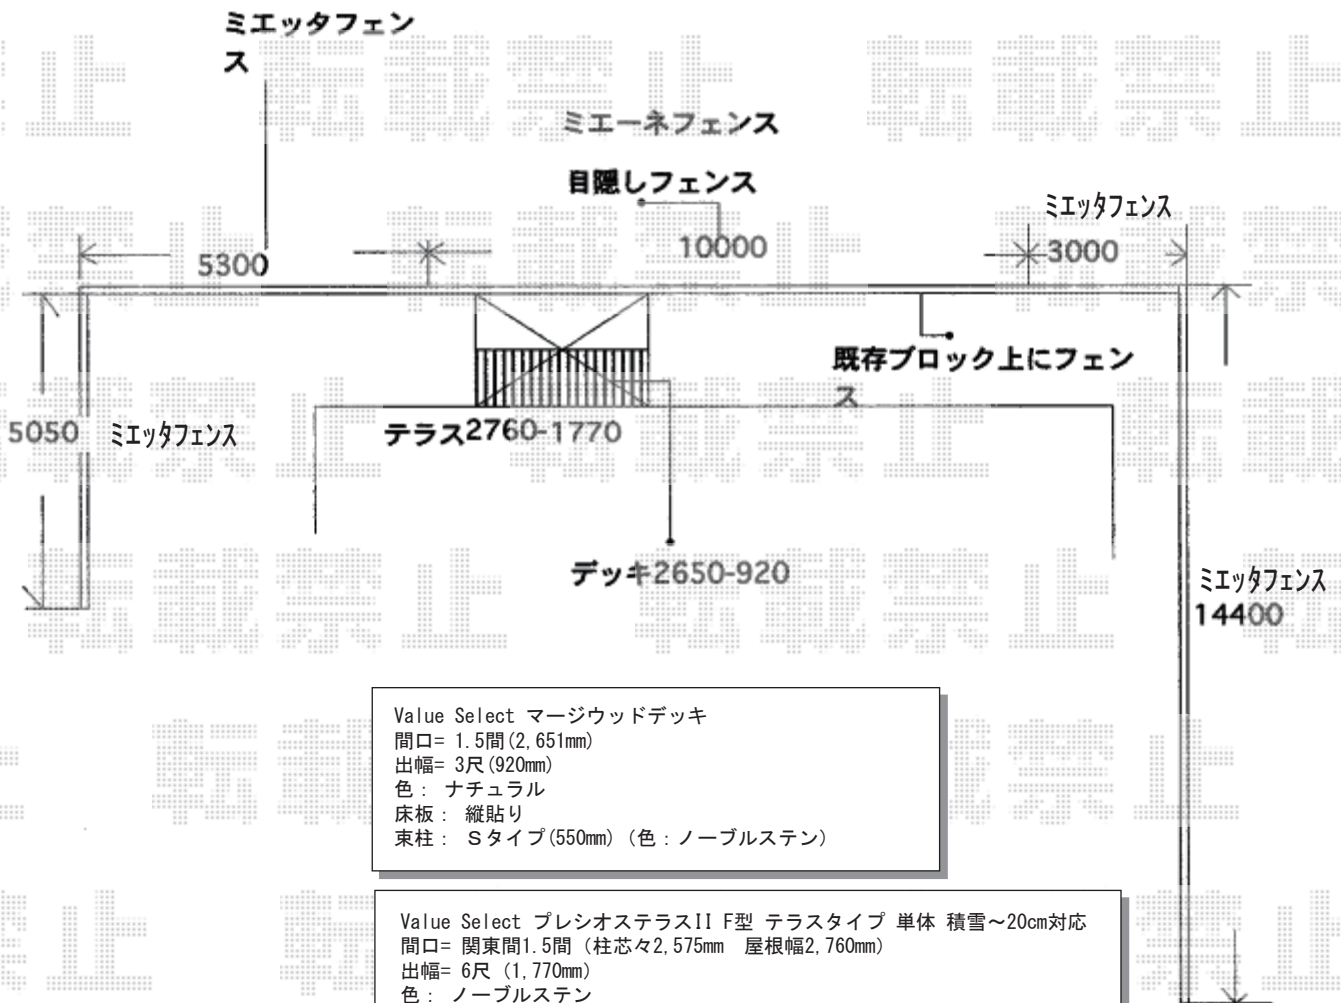 ミエッタフェン
ス
ミエーネフェンス
目隠しフェンス
ミエッタフェンス
5300
10000
3000
既存ブロック上にフェン
ス
5050
ミエッタフェンス
テラス2760-1770
デッキ2650-920
ミエッタフェンス
14400
Value Select マージウッドデッキ
間口= 1.5間(2,651mm)
出幅= 3尺(920mm)
色： ナチュラル
床板： 縦貼り
束柱： Sタイプ(550mm)（色：ノーブルステン）
Value Select プレシオステラスII F型 テラスタイプ 単体 積雪～20cm対応
間口= 関東間1.5間（柱芯々2,575mm 屋根幅2,760mm）
出幅= 6尺（1,770mm）
色： ノーブルステン
転載禁止